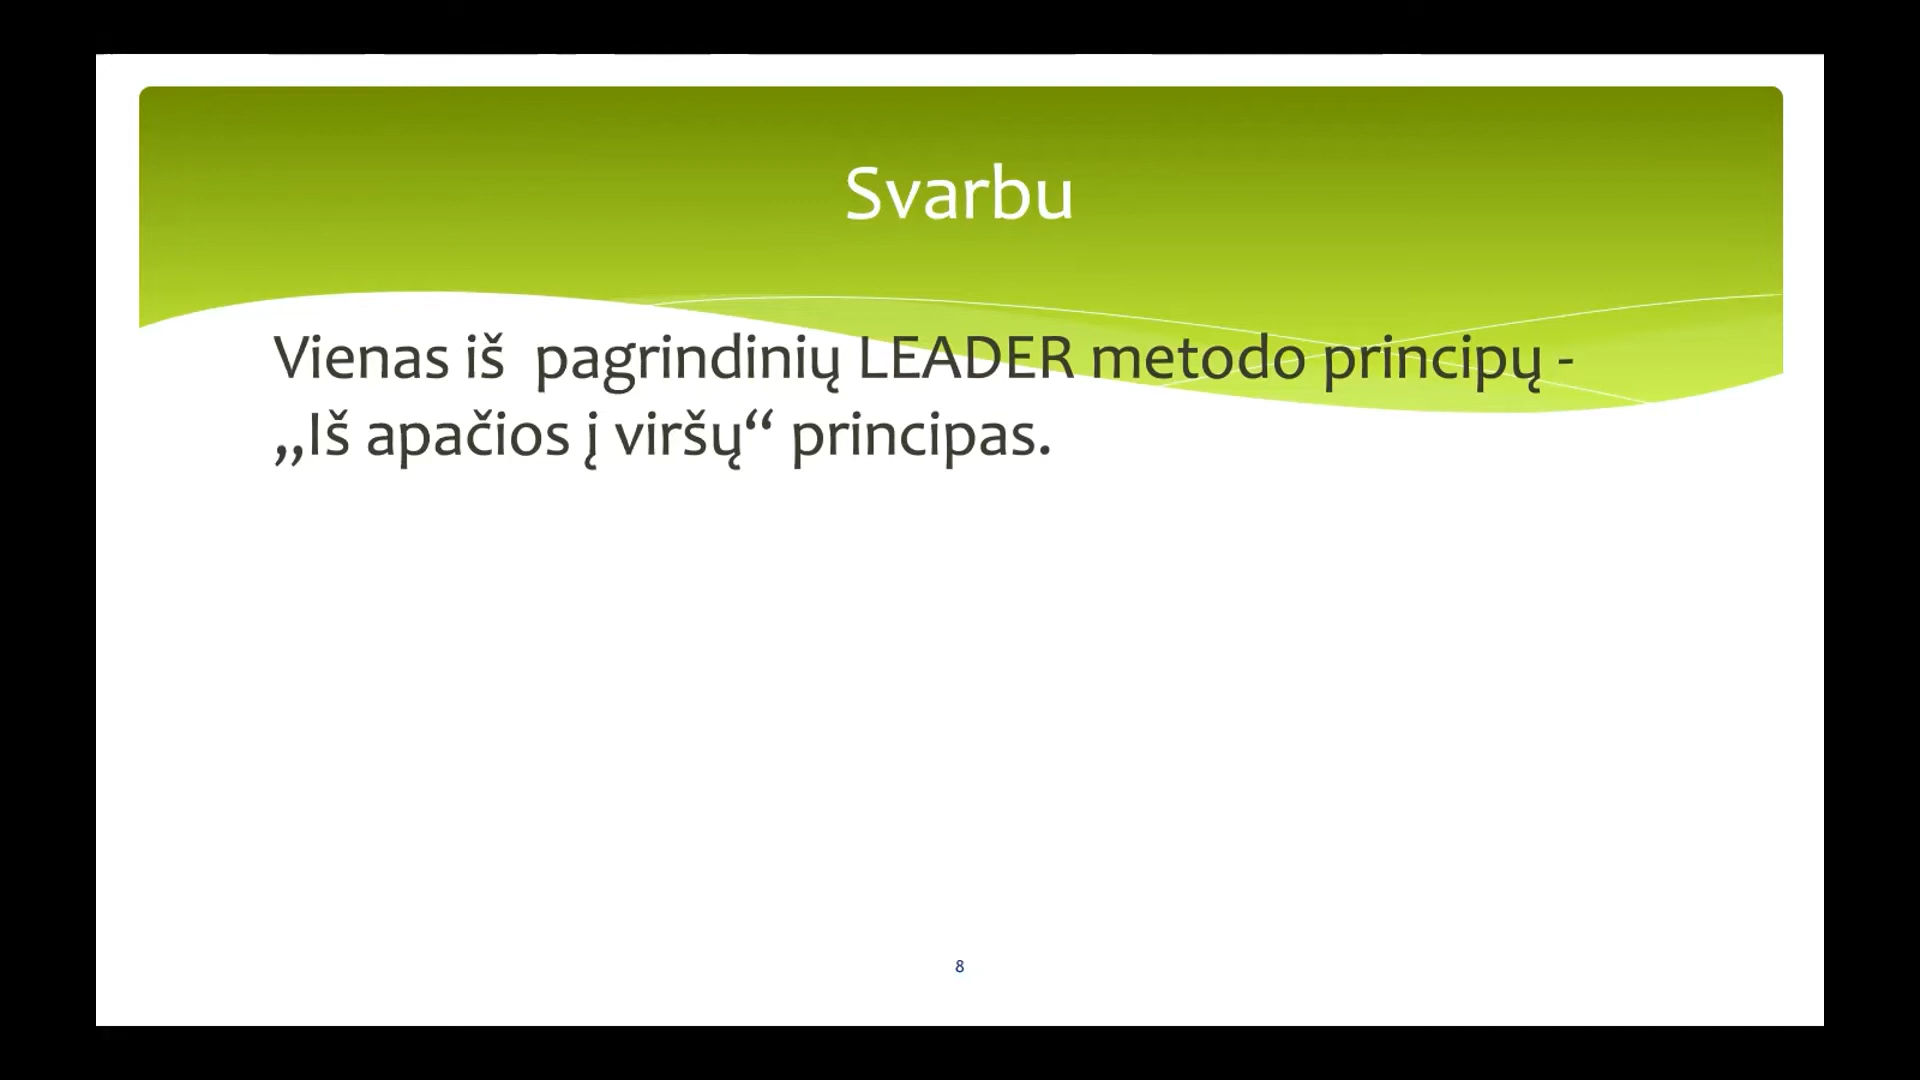 Svarbu
Vienas iš  pagrindinių LEADER metodo principų -
„Iš apačios į viršų“ principas.
8